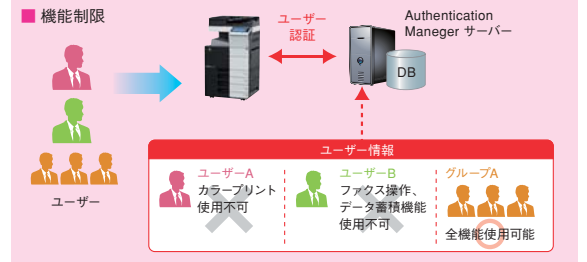 ■ 機能制限
ユーザー
認証
Authentication
Maneger サーバー
DB
ユーザー
ユーザー情報
ユーザーA
カラープリント
使用不可
ユーザーB
ファクス操作、
データ蓄積機能
使用不可
グループA
全機能使用可能